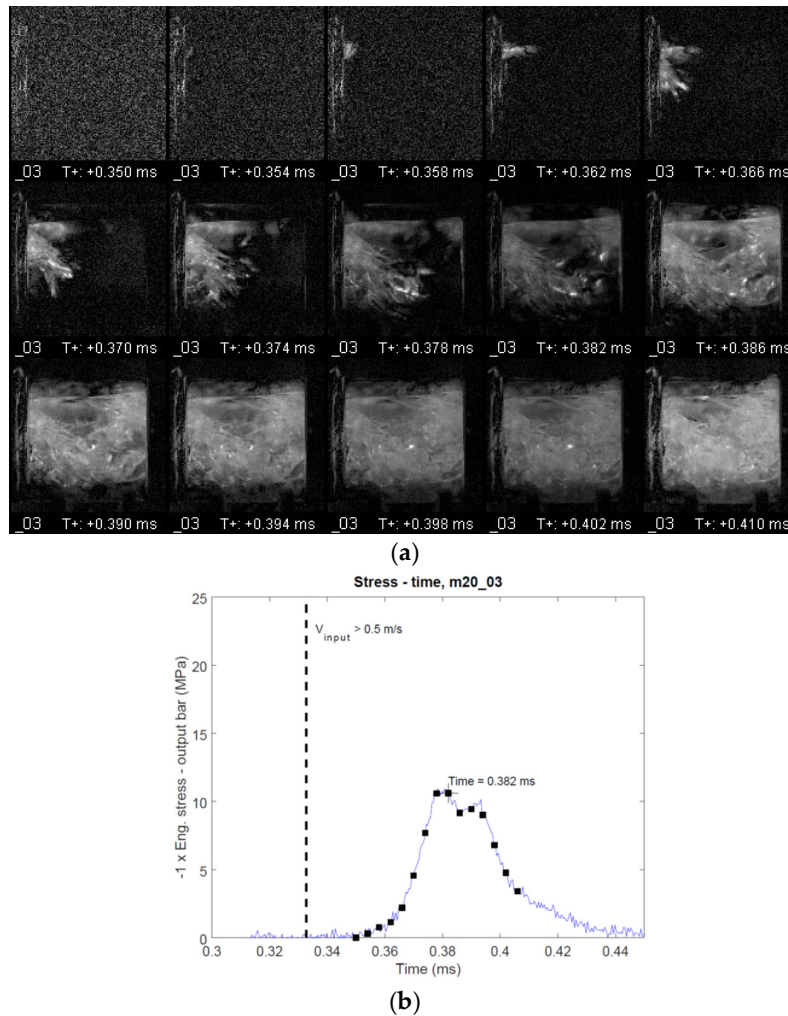 _03 T+: +0.350 ms _03 T+: +0.354 ms _03 T+: +0.358 ms _03 T+: +0.362 ms _03 T+: +0.366 ms
_03 T+: +0.370 ms _03 T+: +0.374 ms _03 T+: +0.378 ms _03 T+: +0.382 ms _03 T+: +0.386 ms
_03 T+: +0.390 ms _03 T+: +0.394 ms _03 T+: +0.398 ms _03 T+: +0.402 ms _03 T+: +0.410 ms
(a)
Stress - time, m20_03
25
V input > 0.5 m/s
20
-1 x Eng. stress - output bar (MPa)
15
Time = 0.382 ms
10
5
0
0.3 0.32 0.34 0.36 0.38 0.4 0.42 0.44
Time (ms)
(b)